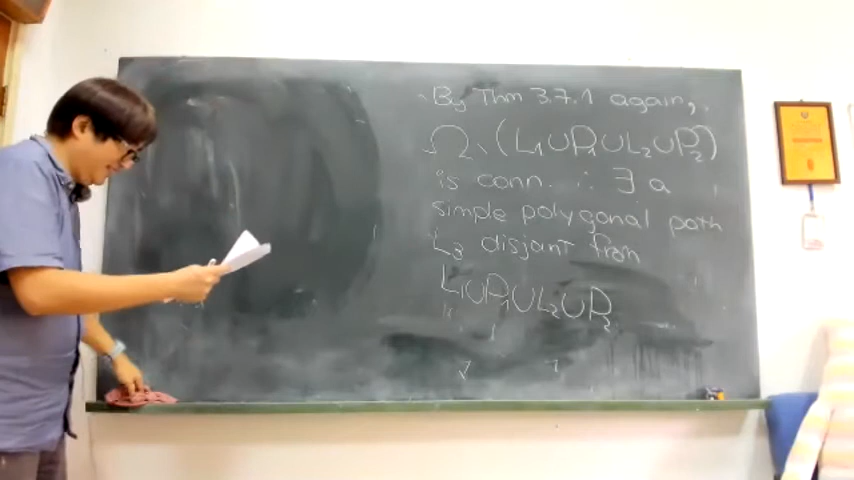 By Thm 3.7.1 again,
Ω \ (L₁∪P₁∪L₂∪P₂)
is conn. ∴ ∃ a
simple polygonal path
L₃ disjant from
L₁∪P₁∪L₂∪P₂